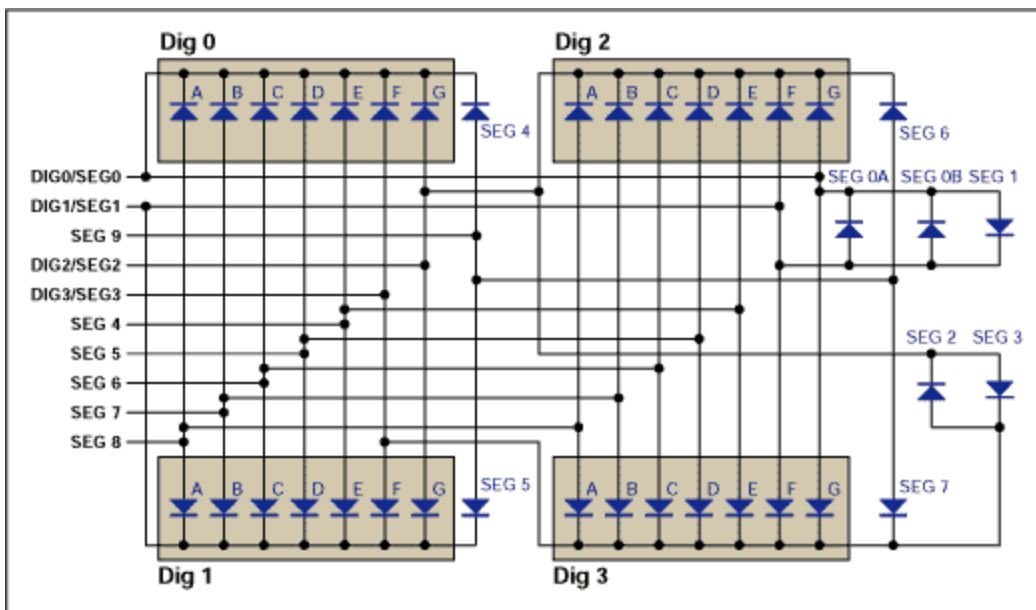 Dig 0
Dig 2
A B C D E F G
SEG 4
A B C D E F G
SEG 6
DIG0/SEG0
SEG 0A SEG 0B SEG 1
DIG1/SEG1
SEG 9
DIG2/SEG2
DIG3/SEG3
SEG 4
SEG 5
SEG 2 SEG 3
SEG 6
SEG 7
SEG 8
A B C D E F G
SEG 5
A B C D E F G
SEG 7
Dig 1
Dig 3